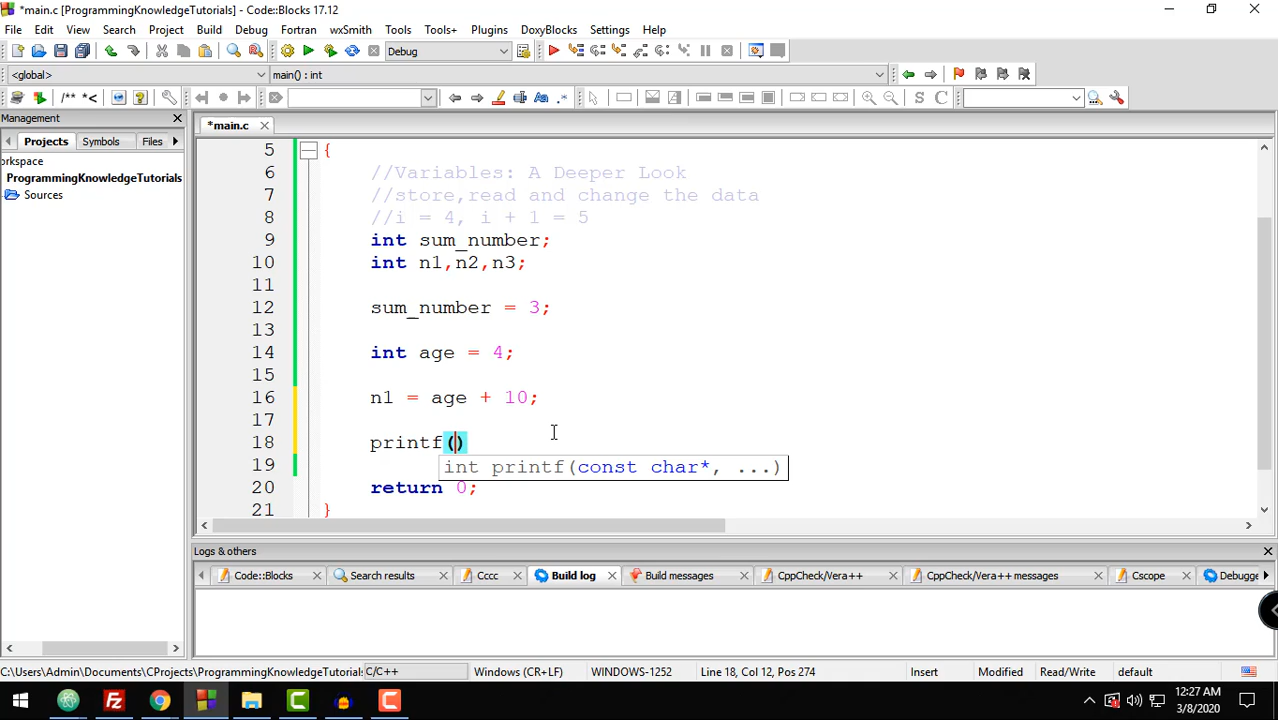 *main.c [ProgrammingKnowledgeTutorials] - Code::Blocks 17.12
File Edit View Search Project Build Debug Fortran wxSmith Tools Tools+ Plugins DoxyBlocks Settings Help
Debug
<global> main() : int
/** *<
S C
Management
Projects Symbols Files
orkspace
ProgrammingKnowledgeTutorials
Sources
*main.c
5 {
6 //Variables: A Deeper Look
7 //store,read and change the data
8 //i = 4, i + 1 = 5
9 int sum_number;
10 int n1,n2,n3;
11
12 sum_number = 3;
13
14 int age = 4;
15
16 n1 = age + 10;
17
18 printf()
int printf(const char*, ...)
19
20 return 0;
21 }
Logs & others
Code::Blocks Search results Cccc Build log Build messages CppCheck/Vera++ CppCheck/Vera++ messages Cscope Debugge
C:\Users\Admin\Documents\CProjects\ProgrammingKnowledgeTutorials C/C++ Windows (CR+LF) WINDOWS-1252 Line 18, Col 12, Pos 274 Insert Modified Read/Write default
12:27 AM
3/8/2020